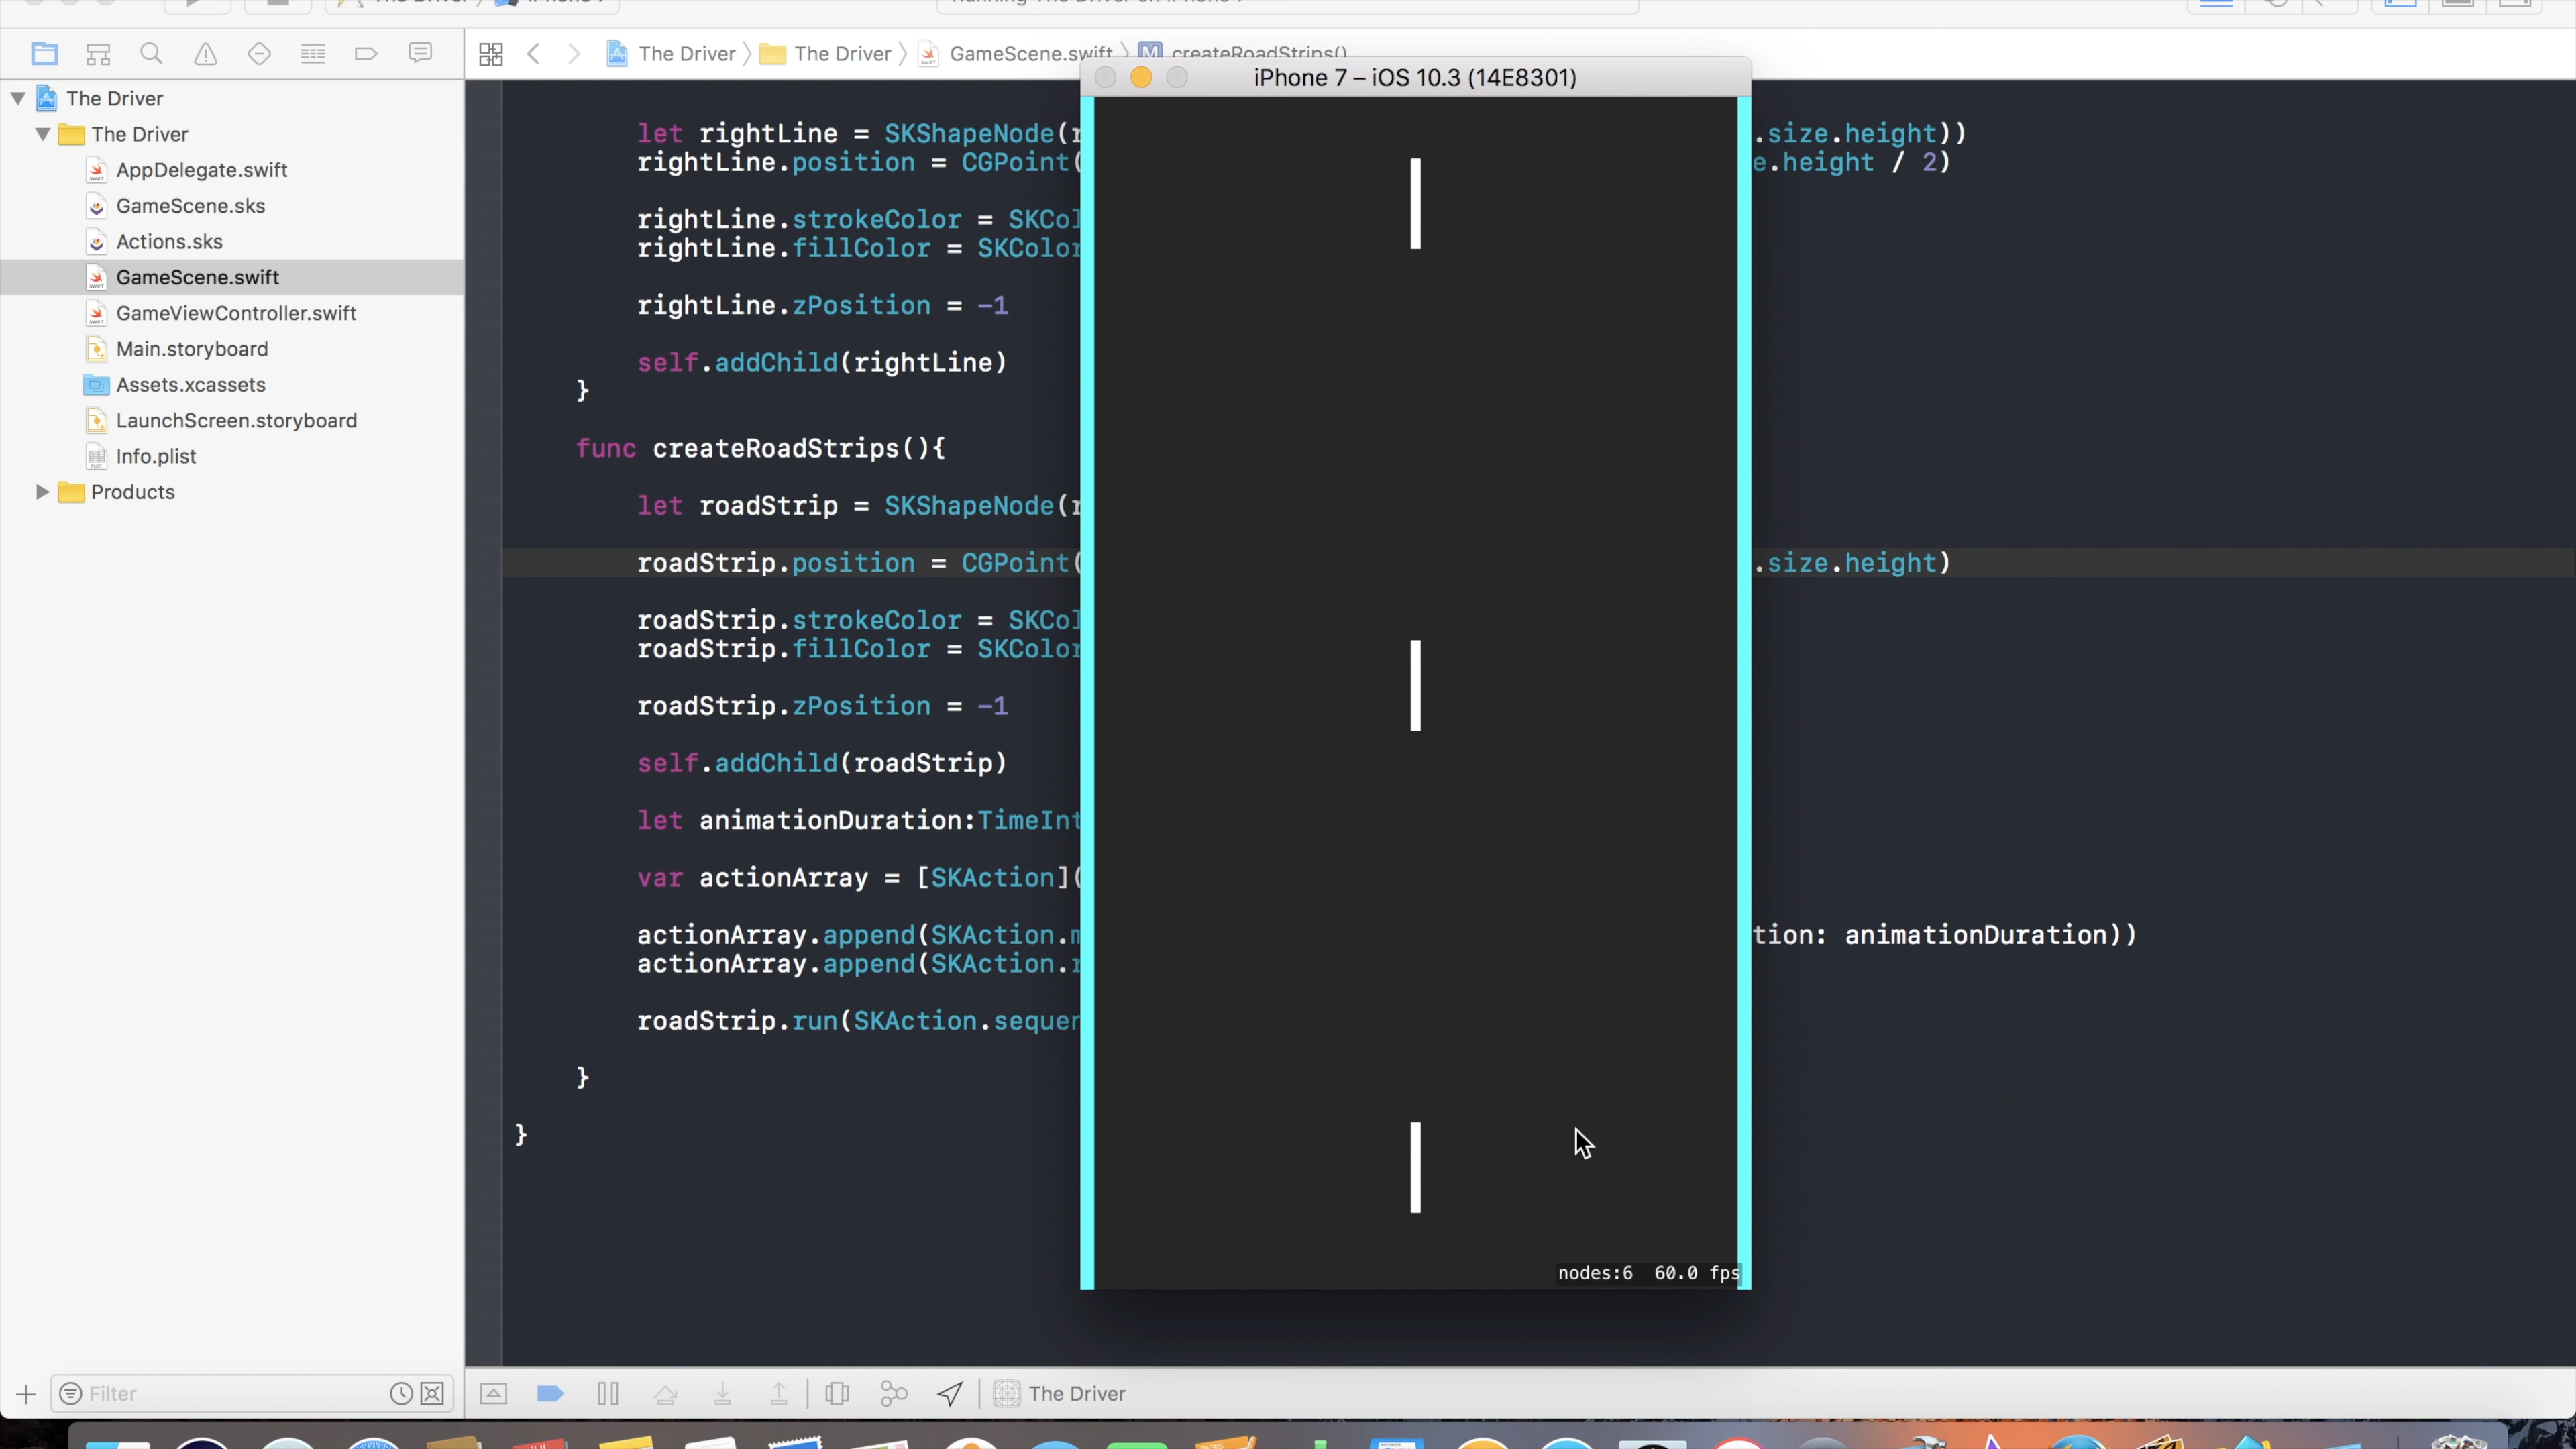 The Driver The Driver GameScene.swift M createRoadStrips()
iPhone 7 – iOS 10.3 (14E8301)
The Driver
The Driver
AppDelegate.swift
GameScene.sks
Actions.sks
GameScene.swift
GameViewController.swift
Main.storyboard
Assets.xcassets
LaunchScreen.storyboard
Info.plist
Products
let rightLine = SKShapeNode(r .size.height))
rightLine.position = CGPoint( e.height / 2)
rightLine.strokeColor = SKCol
rightLine.fillColor = SKColor
rightLine.zPosition = -1
self.addChild(rightLine)
}
func createRoadStrips(){
let roadStrip = SKShapeNode(r
roadStrip.position = CGPoint( .size.height)
roadStrip.strokeColor = SKCol
roadStrip.fillColor = SKColor
roadStrip.zPosition = -1
self.addChild(roadStrip)
let animationDuration:TimeInt
var actionArray = [SKAction](
actionArray.append(SKAction.m tion: animationDuration))
actionArray.append(SKAction.r
roadStrip.run(SKAction.sequen
}
}
nodes:6 60.0 fps
Filter
The Driver